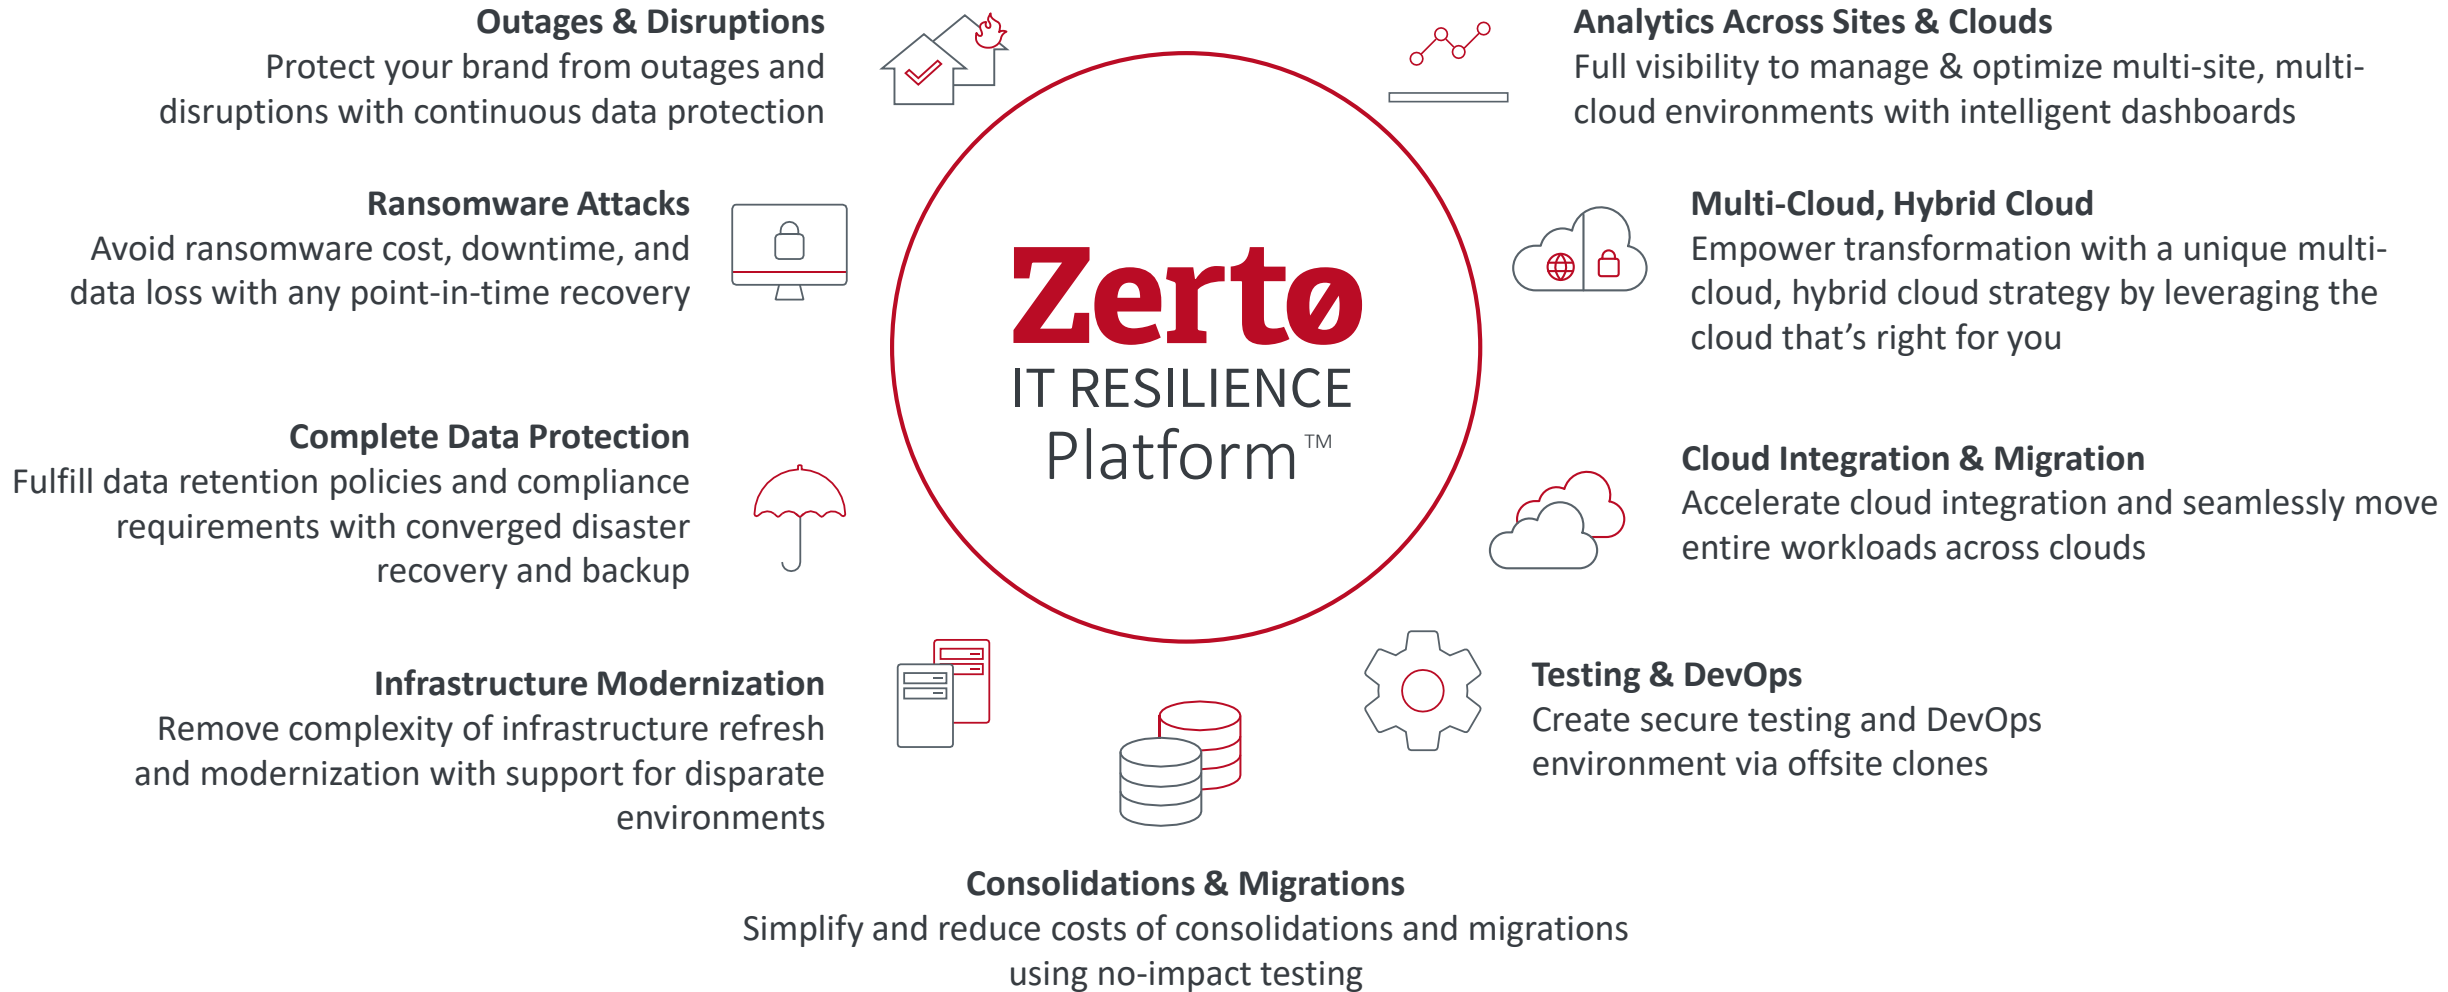 Outages & Disruptions
Protect your brand from outages and
disruptions with continuous data protection
Ransomware Attacks
Avoid ransomware cost, downtime, and
data loss with any point-in-time recovery
Complete Data Protection
Fulfill data retention policies and compliance
requirements with converged disaster
recovery and backup
Infrastructure Modernization
Remove complexity of infrastructure refresh
and modernization with support for disparate
environments
Zertø
IT RESILIENCE
Platform™
Analytics Across Sites & Clouds
Full visibility to manage & optimize multi-site, multi-
cloud environments with intelligent dashboards
Multi-Cloud, Hybrid Cloud
Empower transformation with a unique multi-
cloud, hybrid cloud strategy by leveraging the
cloud that’s right for you
Cloud Integration & Migration
Accelerate cloud integration and seamlessly move
entire workloads across clouds
Testing & DevOps
Create secure testing and DevOps
environment via offsite clones
Consolidations & Migrations
Simplify and reduce costs of consolidations and migrations
using no-impact testing